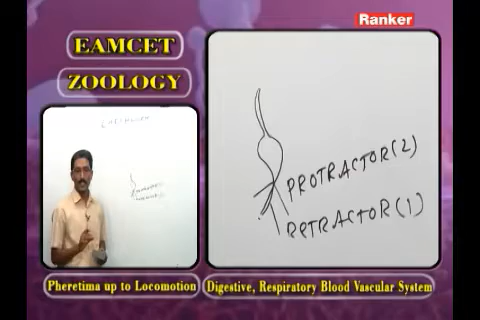 Ranker
EAMCET
ZOOLOGY
PROTRACTOR(2)
RETRACTOR(1)
Pheretima up to Locomotion
Digestive, Respiratory Blood Vascular System